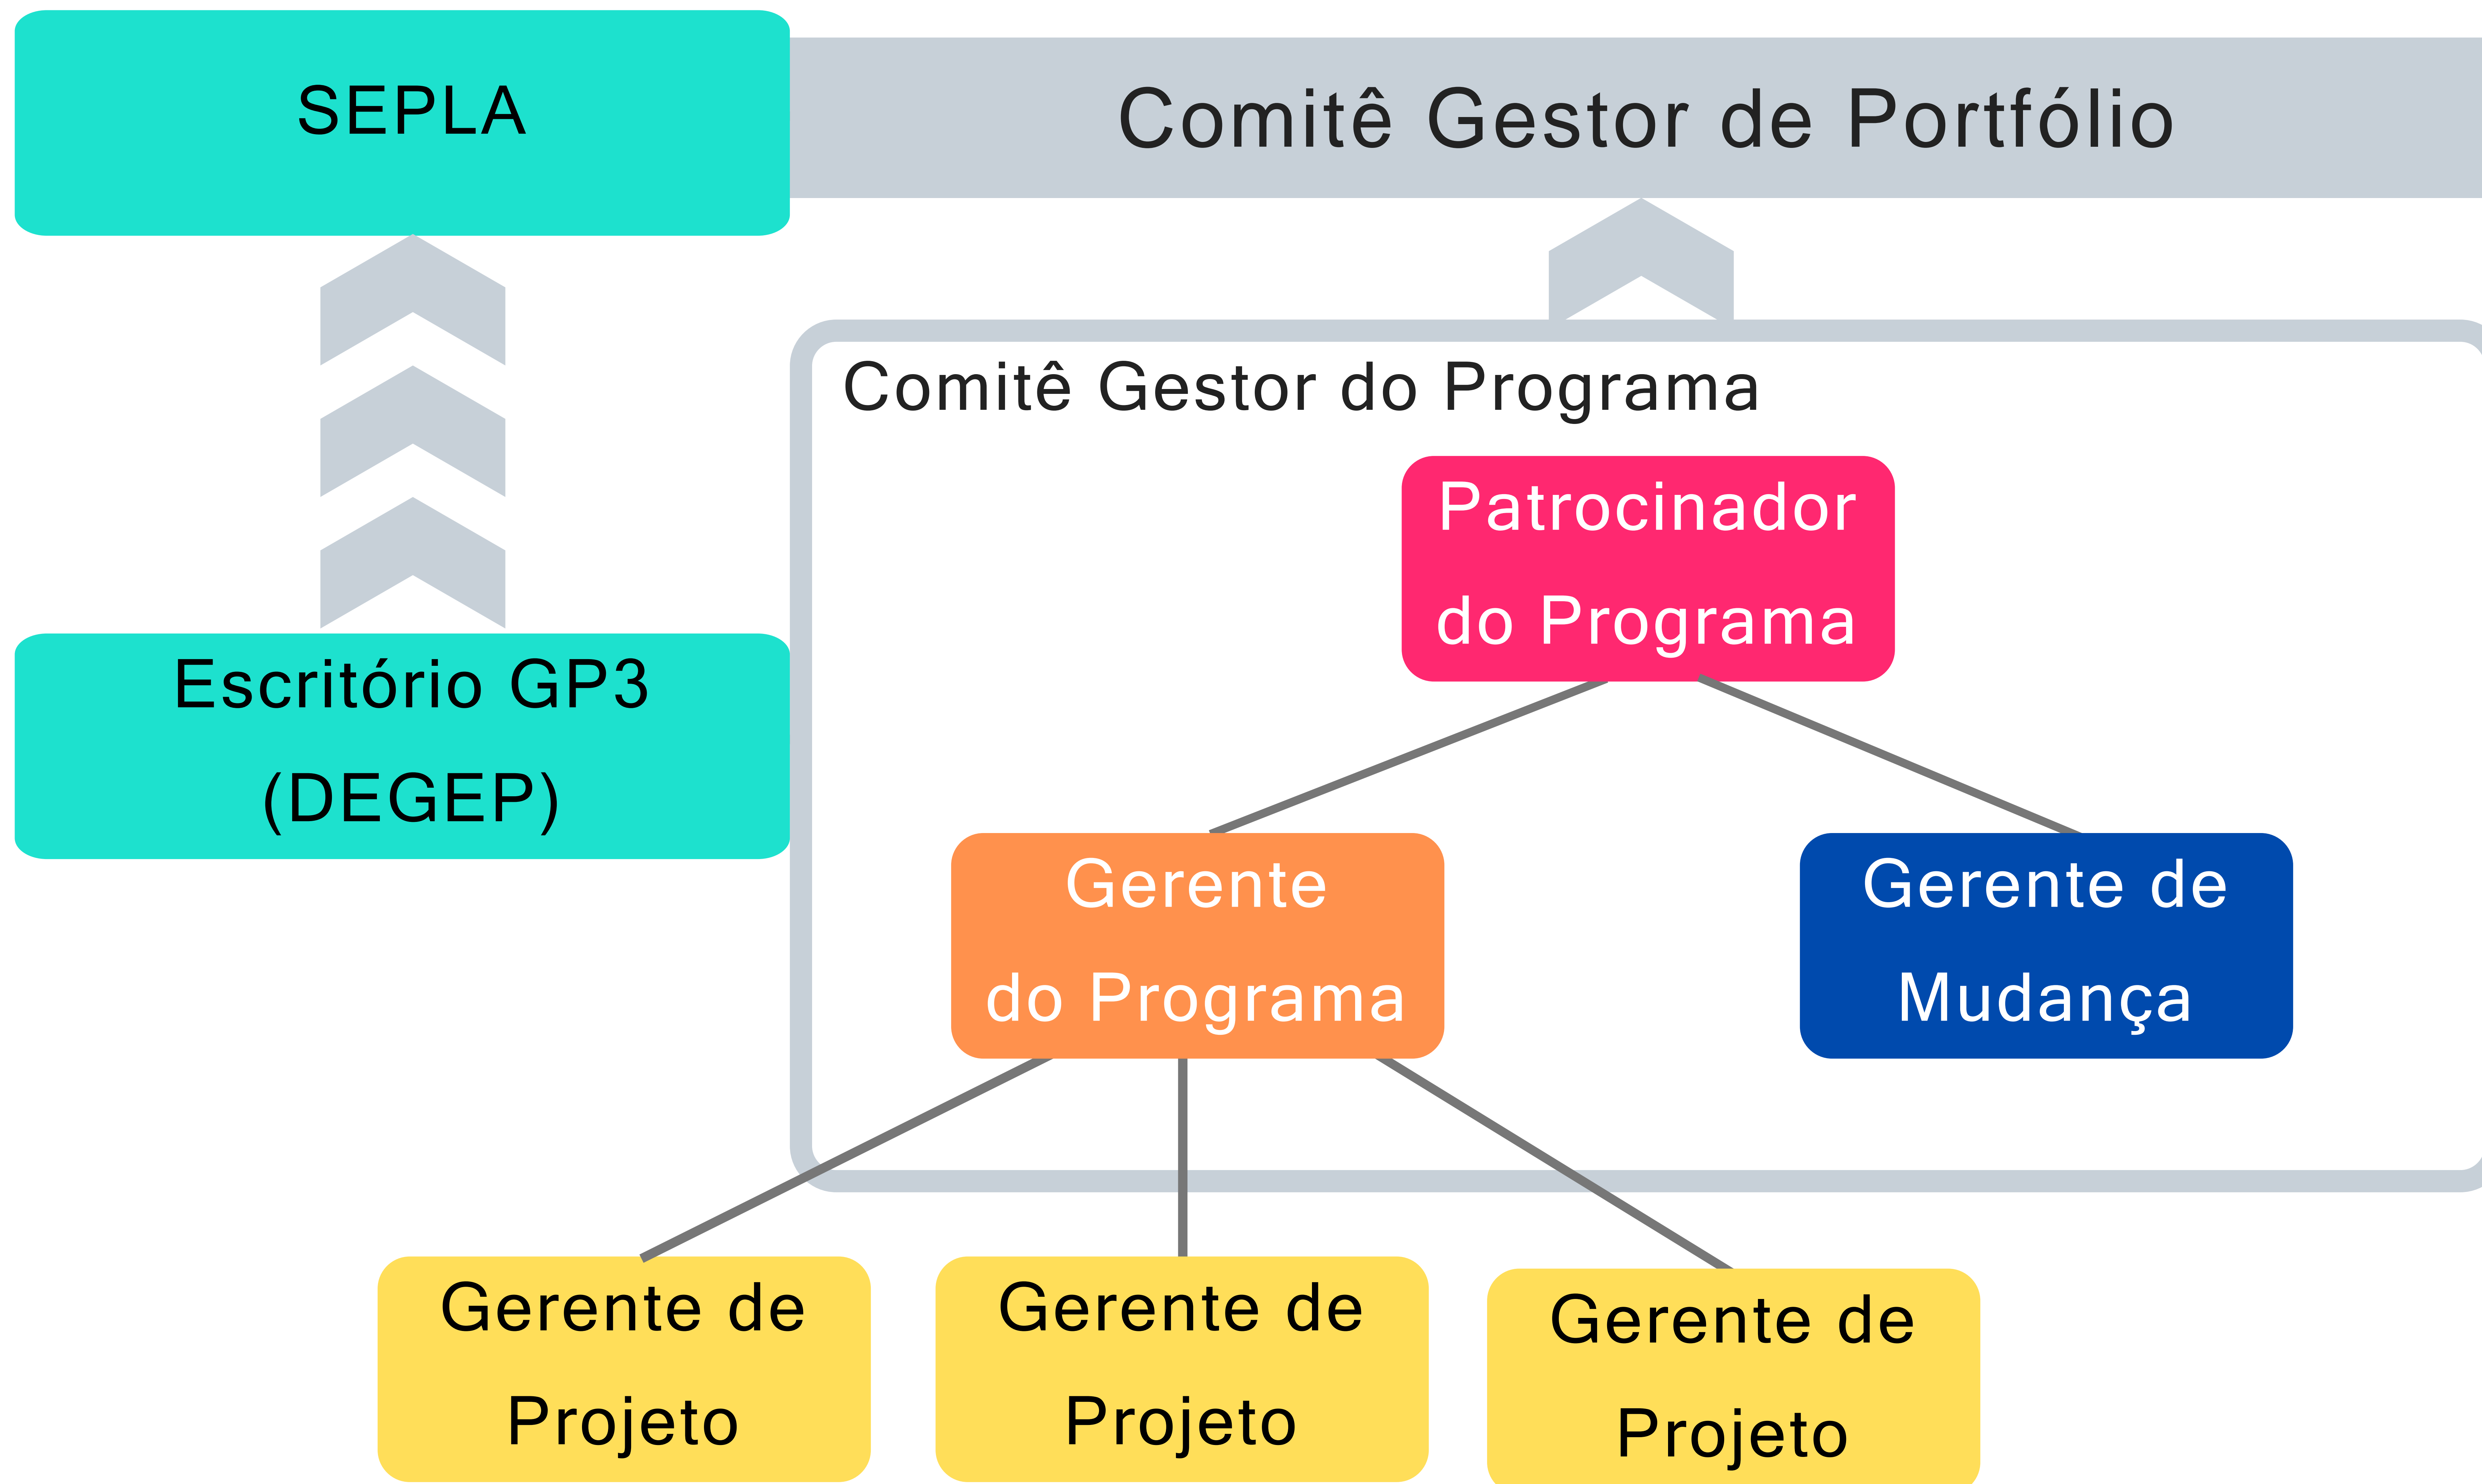 SEPLA
Comitê Gestor de Portfólio
Comitê Gestor do Programa
Patrocinador
do Programa
Escritório GP3
(DEGEP)
Gerente
do Programa
Gerente de
Mudança
Gerente de
Projeto
Gerente de
Projeto
Gerente de
Projeto